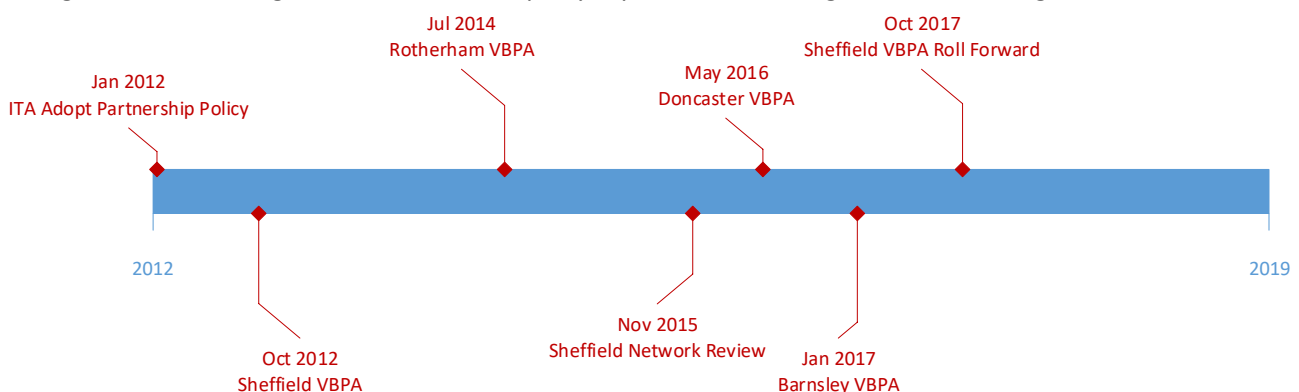 Jul 2014
Rotherham VBPA
Oct 2017
Sheffield VBPA Roll Forward
Jan 2012
ITA Adopt Partnership Policy
May 2016
Doncaster VBPA
2012
2019
Nov 2015
Sheffield Network Review
Oct 2012
Sheffield VBPA
Jan 2017
Barnsley VBPA